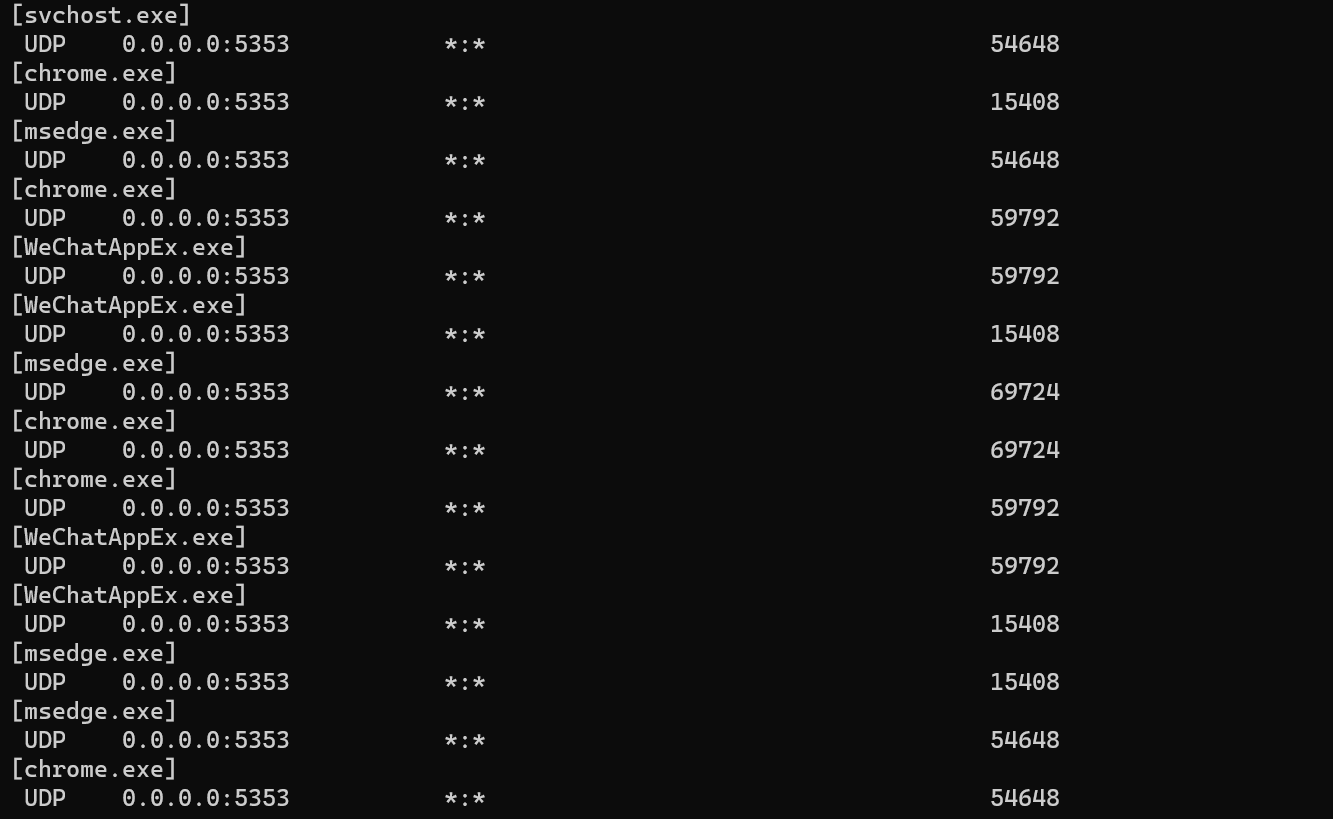 [svchost.exe]
UDP 0.0.0.0:5353 *:* 54648
[chrome.exe]
UDP 0.0.0.0:5353 *:* 15408
[msedge.exe]
UDP 0.0.0.0:5353 *:* 54648
[chrome.exe]
UDP 0.0.0.0:5353 *:* 59792
[WeChatAppEx.exe]
UDP 0.0.0.0:5353 *:* 59792
[WeChatAppEx.exe]
UDP 0.0.0.0:5353 *:* 15408
[msedge.exe]
UDP 0.0.0.0:5353 *:* 69724
[chrome.exe]
UDP 0.0.0.0:5353 *:* 69724
[chrome.exe]
UDP 0.0.0.0:5353 *:* 59792
[WeChatAppEx.exe]
UDP 0.0.0.0:5353 *:* 59792
[WeChatAppEx.exe]
UDP 0.0.0.0:5353 *:* 15408
[msedge.exe]
UDP 0.0.0.0:5353 *:* 15408
[msedge.exe]
UDP 0.0.0.0:5353 *:* 54648
[chrome.exe]
UDP 0.0.0.0:5353 *:* 54648